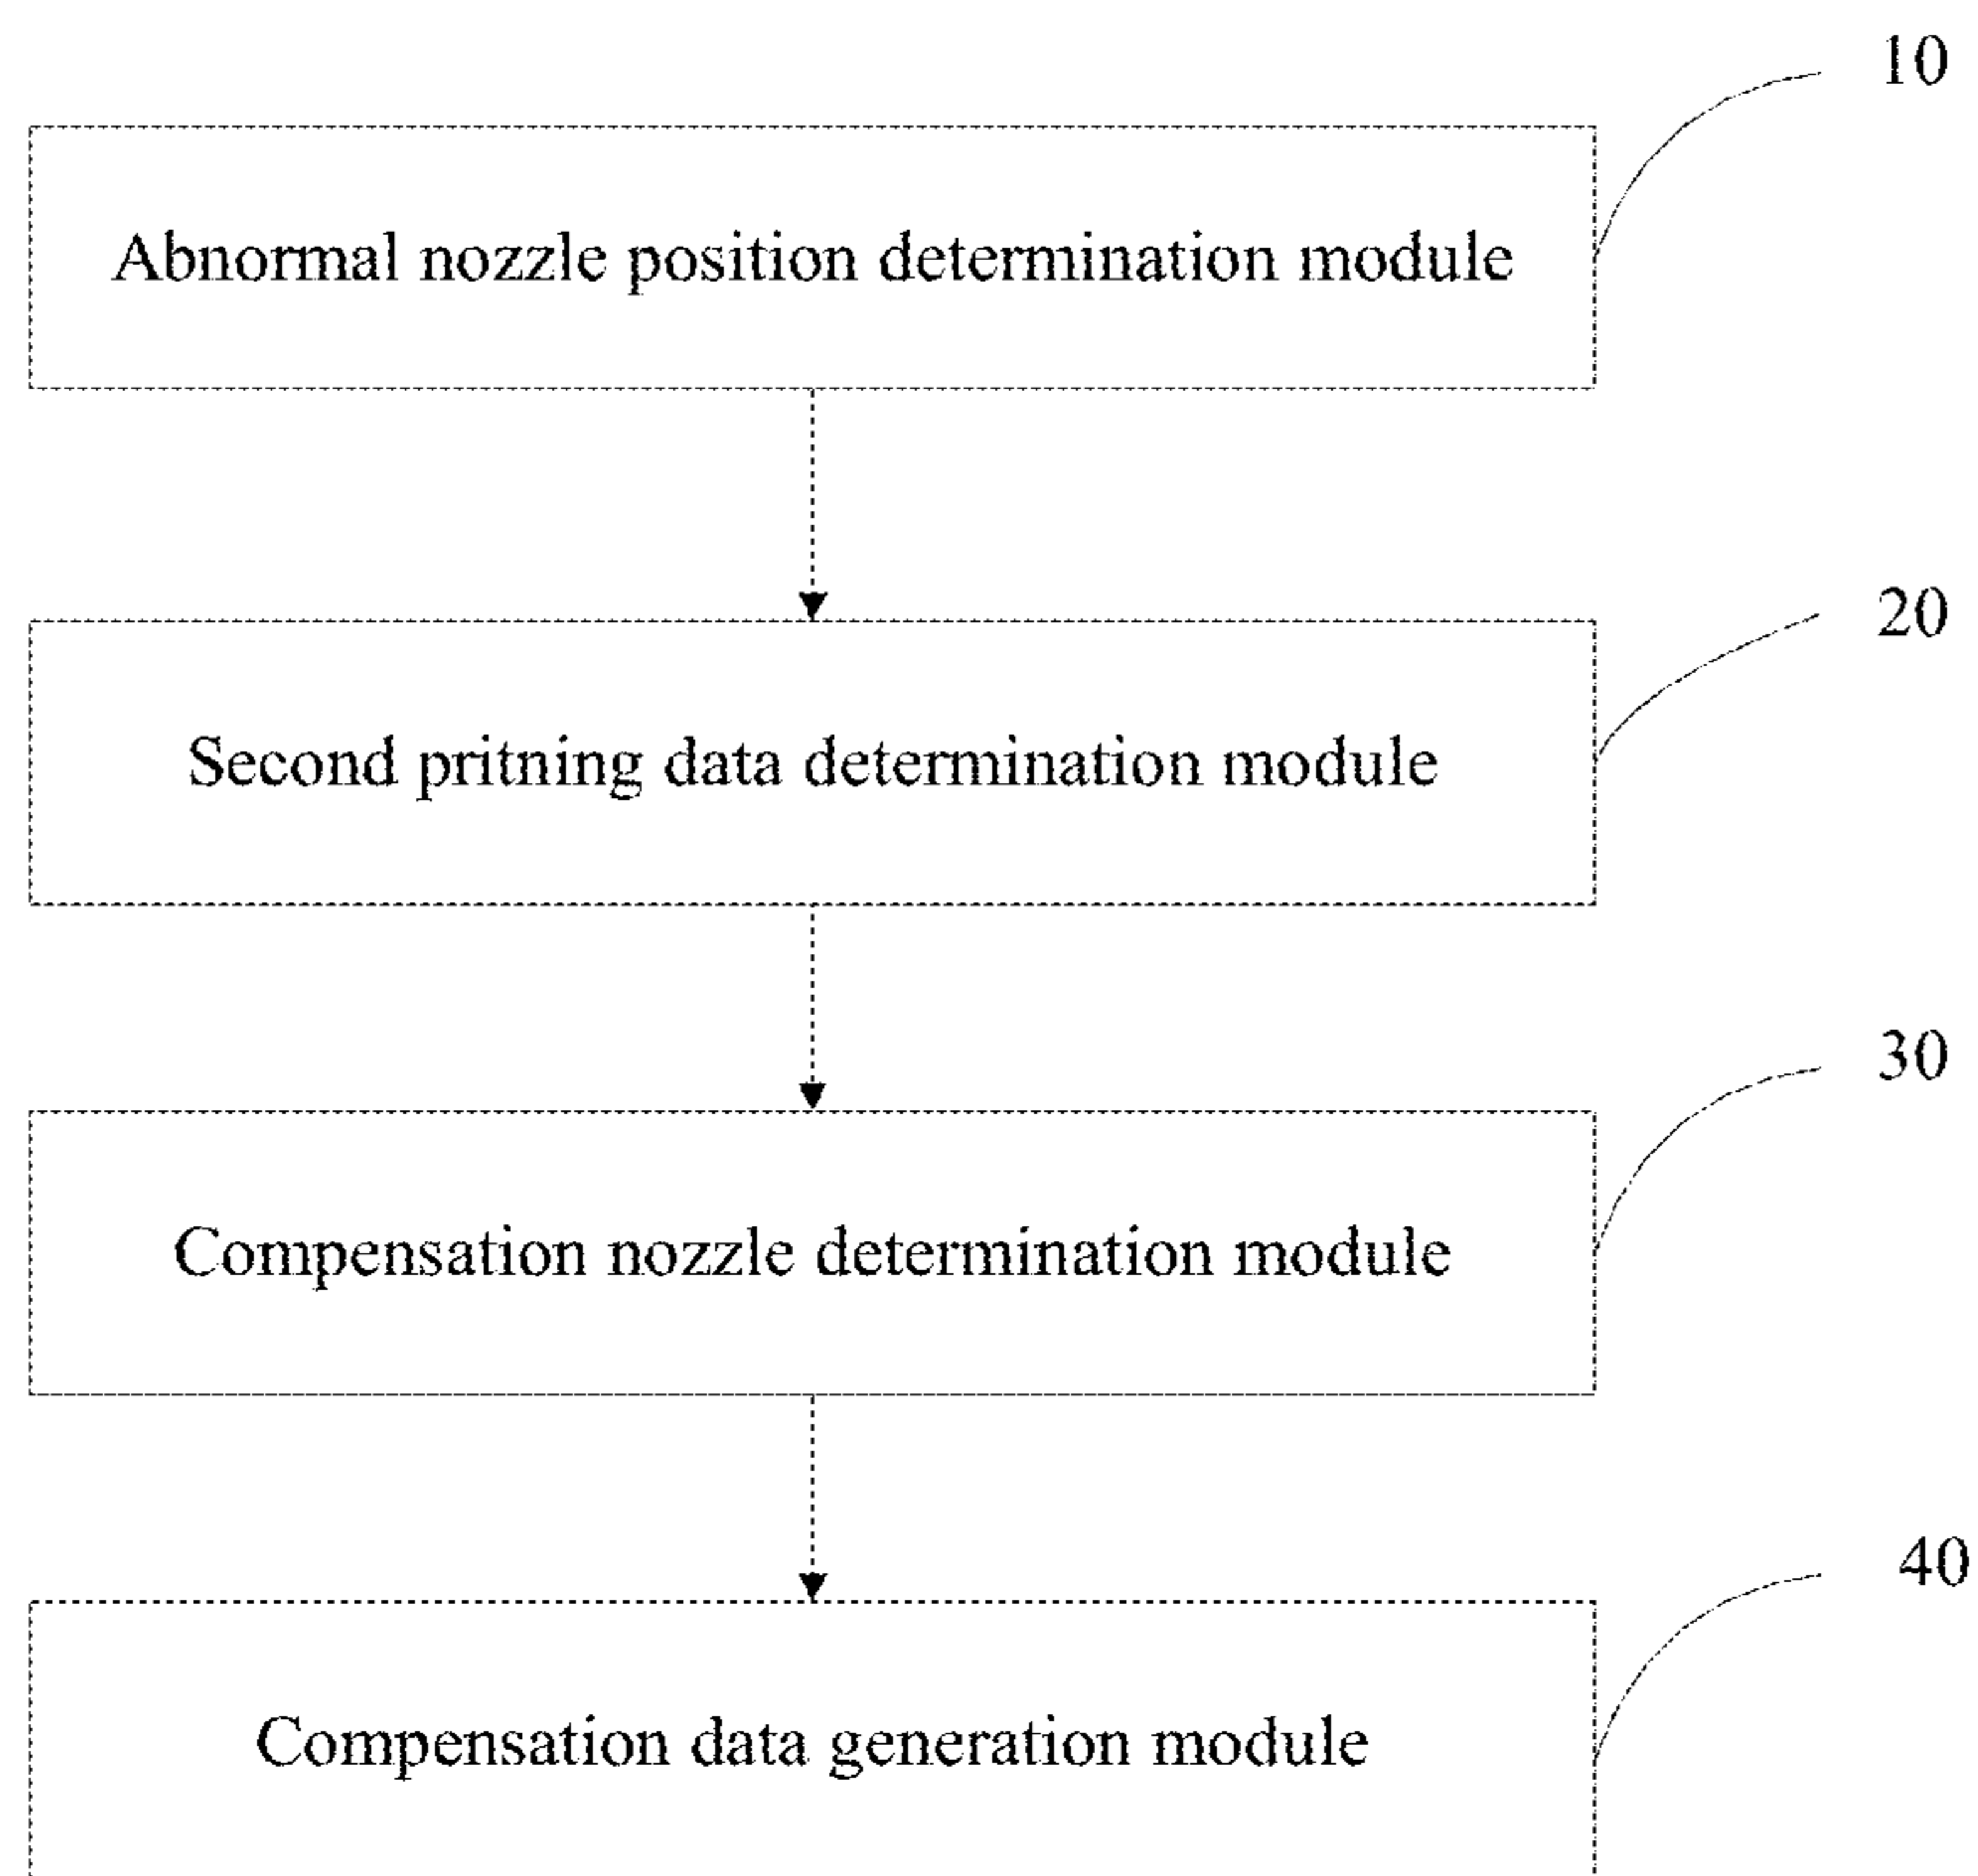 10
Abnormal nozzle position determination module
20
Second pritning data determination module
30
Compensation nozzle determination module
40
Compensation data generation module